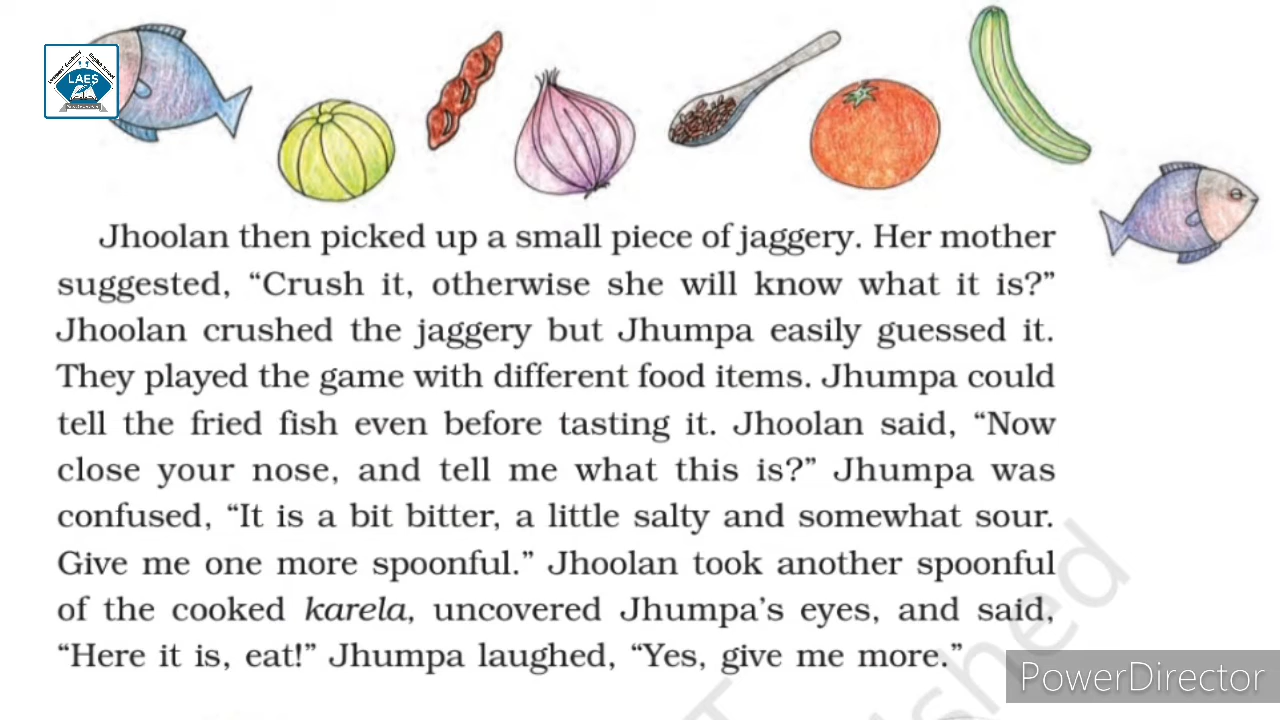 LAES
Jhoolan then picked up a small piece of jaggery. Her mother
suggested, “Crush it, otherwise she will know what it is?”
Jhoolan crushed the jaggery but Jhumpa easily guessed it.
They played the game with different food items. Jhumpa could
tell the fried fish even before tasting it. Jhoolan said, “Now
close your nose, and tell me what this is?” Jhumpa was
confused, “It is a bit bitter, a little salty and somewhat sour.
Give me one more spoonful.” Jhoolan took another spoonful
of the cooked karela, uncovered Jhumpa’s eyes, and said,
“Here it is, eat!” Jhumpa laughed, “Yes, give me more.”
PowerDirector